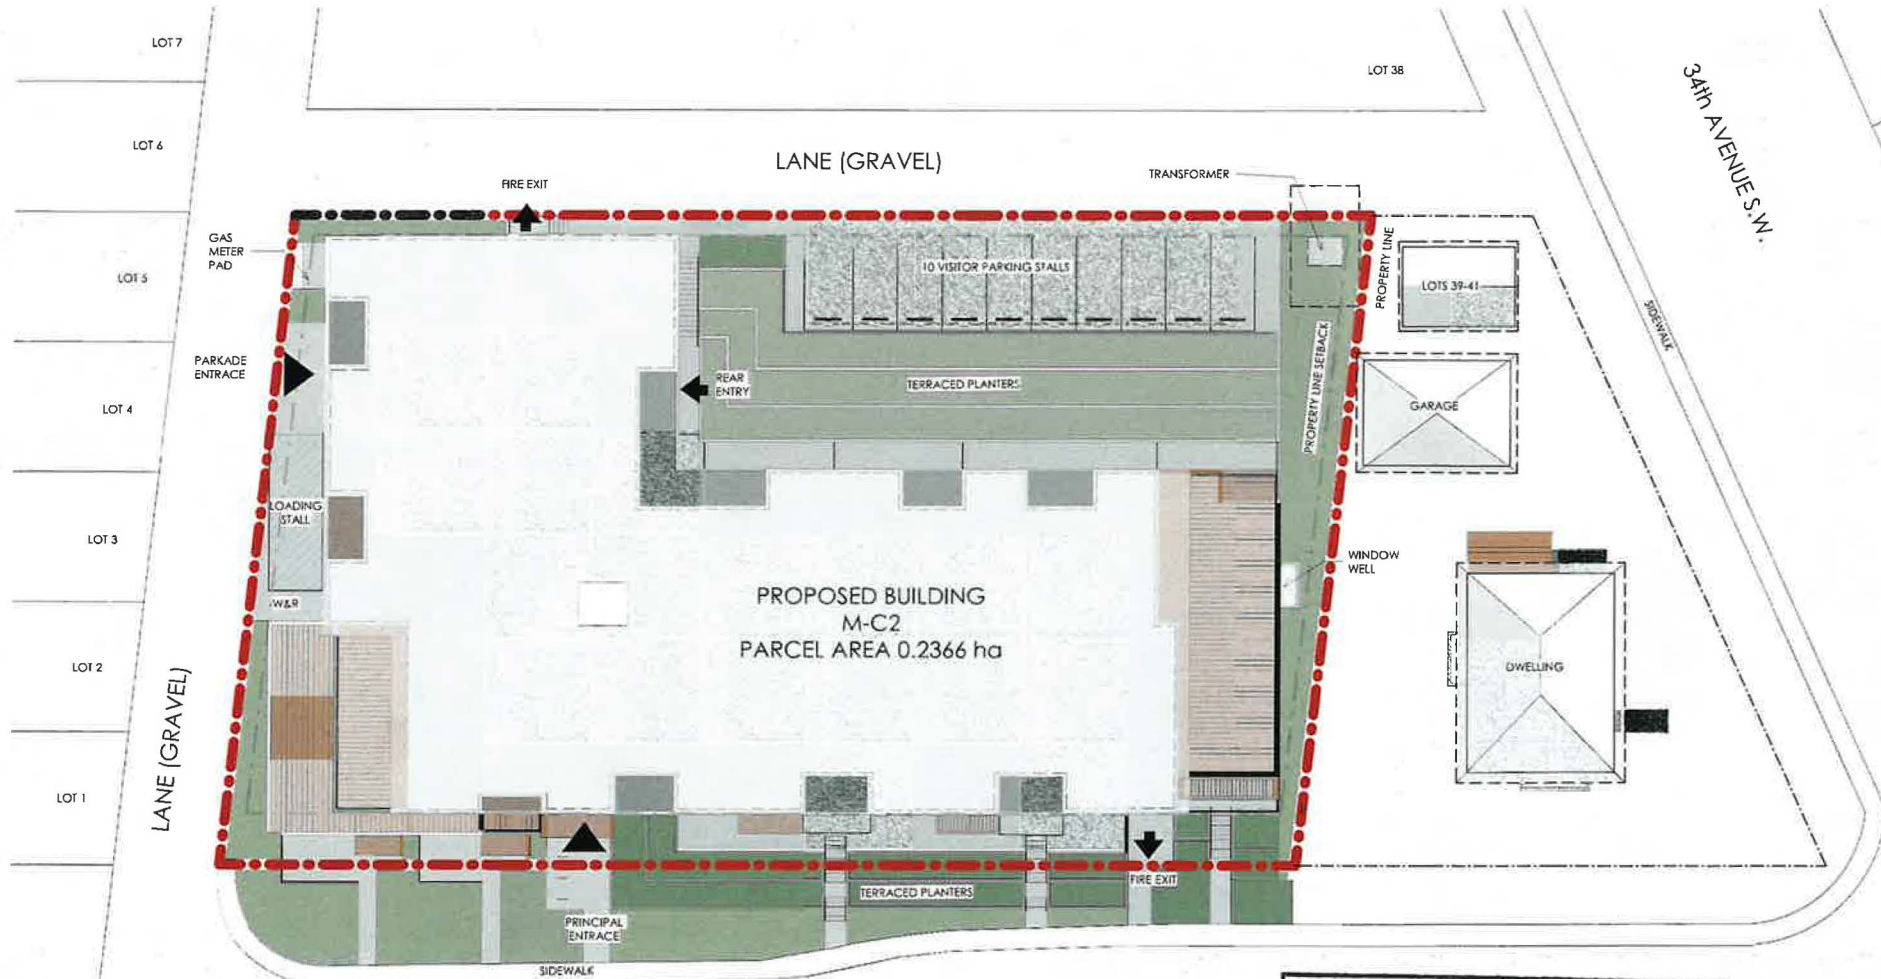 LOT 7
LOT 38
34th AVENUE S.W.
LOT 6
LANE (GRAVEL)
TRANSFORMER
FIRE EXIT
GAS
METER
PAD
LOT 5
10 VISITOR PARKING STALLS
PROPERTY LINE
LOTS 39-41
SIDEWALK
PARKADE
ENTRACE
REAR
ENTRY
TERRACED PLANTERS
PROPERTY LINE SETBACK
LOT 4
GARAGE
LOADING
STALL
LOT 3
WINDOW
WELL
W&R
PROPOSED BUILDING
M-C2
PARCEL AREA 0.2366 ha
LOT 2
DWELLING
LANE (GRAVEL)
LOT 1
FIRE EXIT
TERRACED PLANTERS
PRINCIPAL
ENTRACE
SIDEWALK